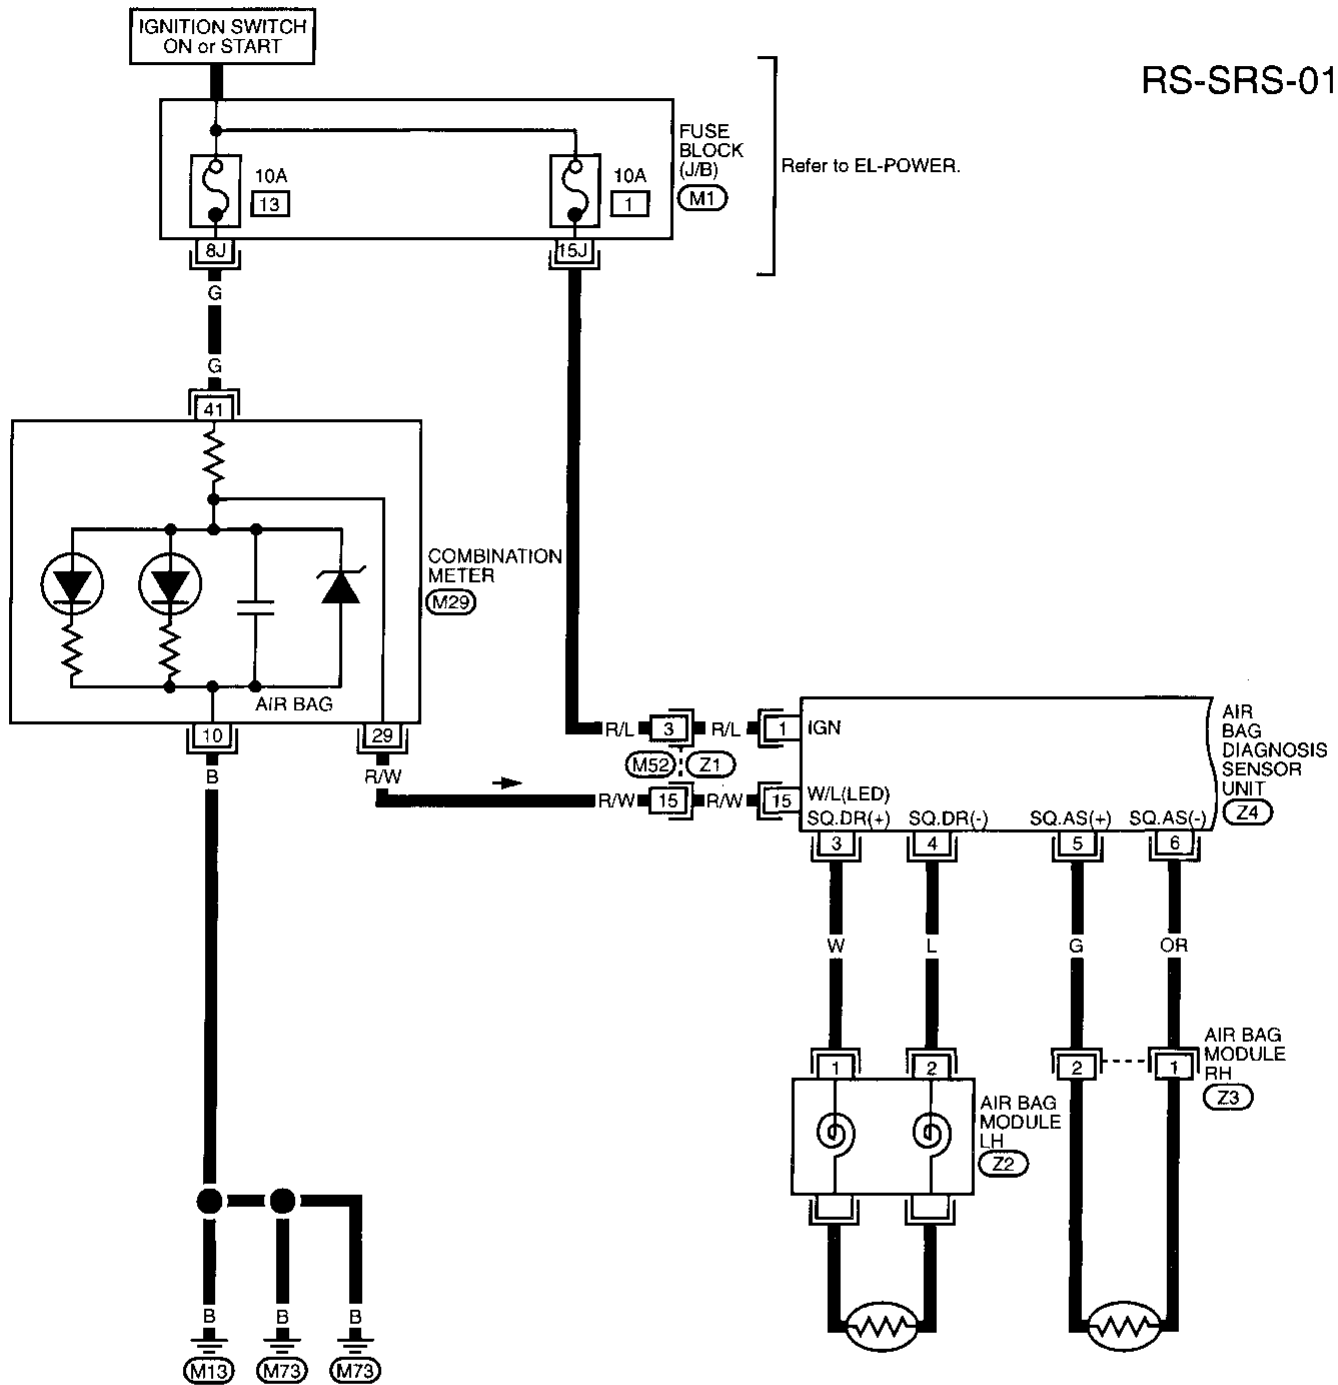 IGNITION SWITCH
ON or START
RS-SRS-01
FUSE
BLOCK
(J/B)
M1
Refer to EL-POWER.
10A
13
10A
1
8J
15J
G
G
41
COMBINATION
METER
M29
AIR BAG
10
29
B
R/W
R/L
3
R/L
1
IGN
M52
Z1
R/W
15
R/W
15
W/L(LED)
AIR
BAG
DIAGNOSIS
SENSOR
UNIT
Z4
SQ.DR(+)
SQ.DR(-)
SQ.AS(+)
SQ.AS(-)
3
4
5
6
W
L
G
OR
1
2
2
1
AIR BAG
MODULE
RH
Z3
AIR BAG
MODULE
LH
Z2
B
B
B
M13
M73
M73